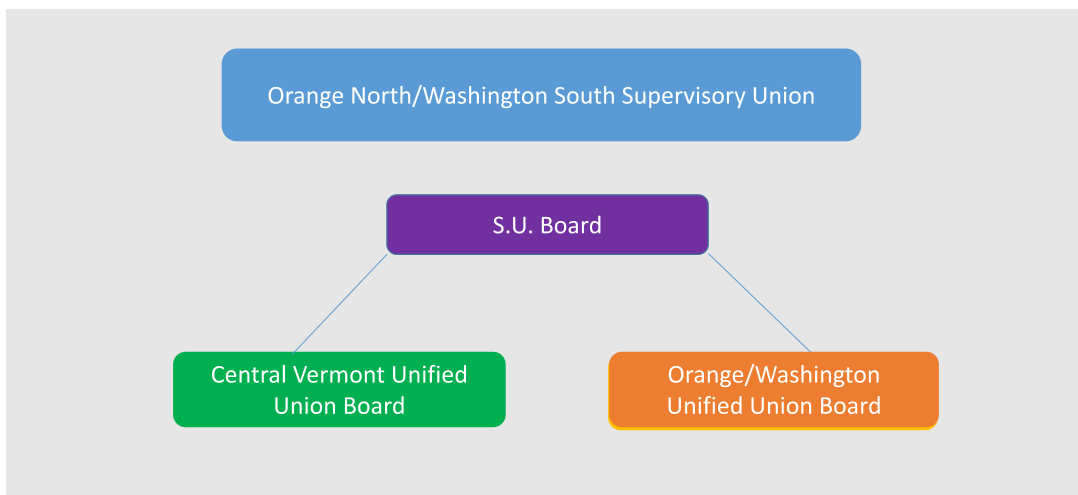 Orange North/Washington South Supervisory Union
S.U. Board
Central Vermont Unified
Union Board
Orange/Washington
Unified Union Board